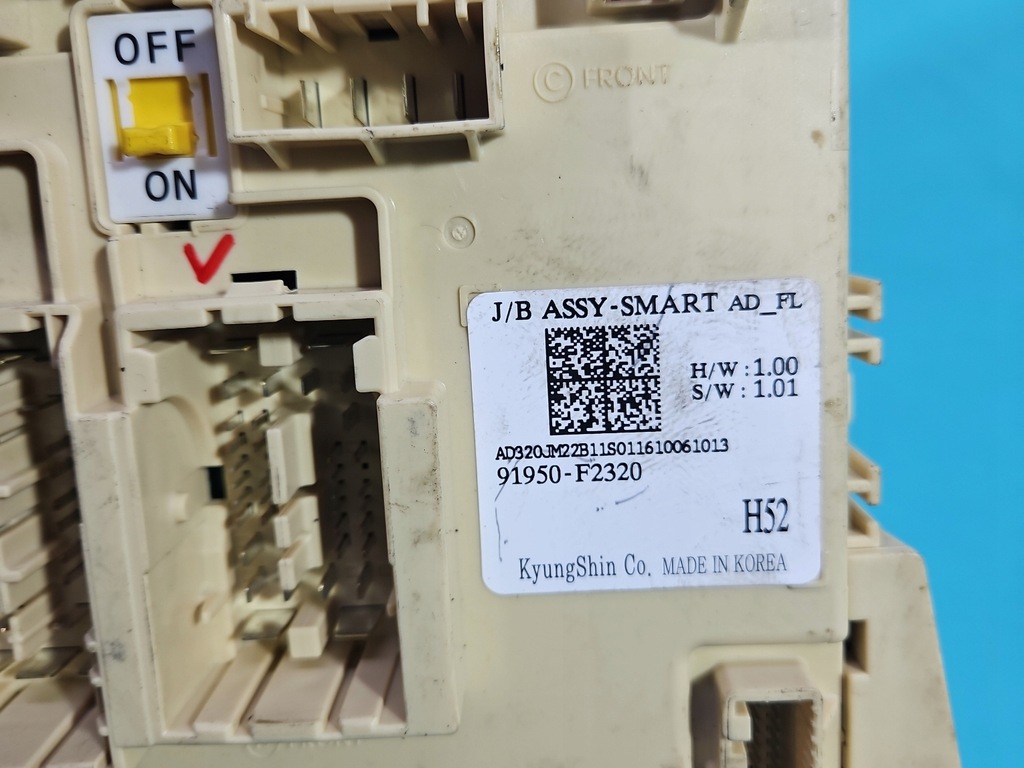 OFF
ON
© FRONT
J/B ASSY-SMART AD_FL
H/W : 1.00
S/W : 1.01
AD320JM22B11S011610061013
91950-F2320
H52
KyungShin Co. MADE IN KOREA